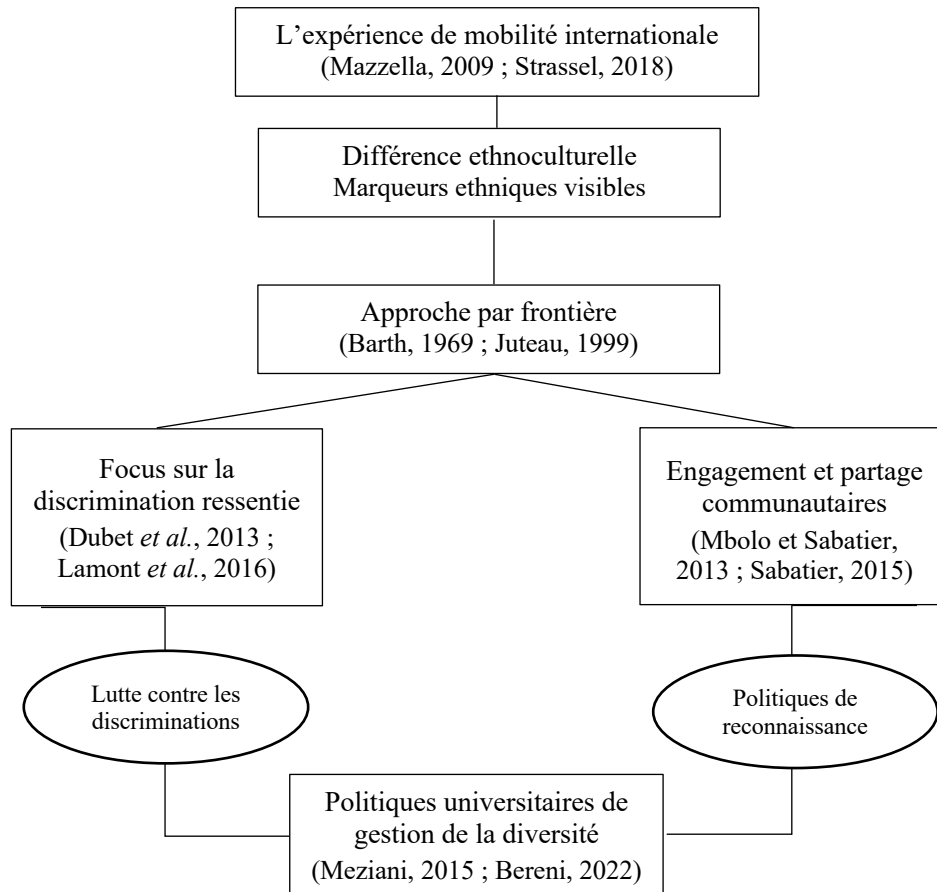 L’expérience de mobilité internationale
(Mazzella, 2009 ; Strassel, 2018)
Différence ethnoculturelle
Marqueurs ethniques visibles
Approche par frontière
(Barth, 1969 ; Juteau, 1999)
Focus sur la
discrimination ressentie
(Dubet et al., 2013 ;
Lamont et al., 2016)
Engagement et partage
communautaires
(Mbolo et Sabatier,
2013 ; Sabatier, 2015)
Lutte contre les
discriminations
Politiques de
reconnaissance
Politiques universitaires de
gestion de la diversité
(Meziani, 2015 ; Bereni, 2022)